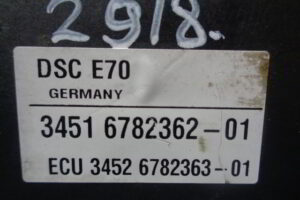 2918.
DSC E70
GERMANY
3451 6782362-01
ECU 3452 6782363-01